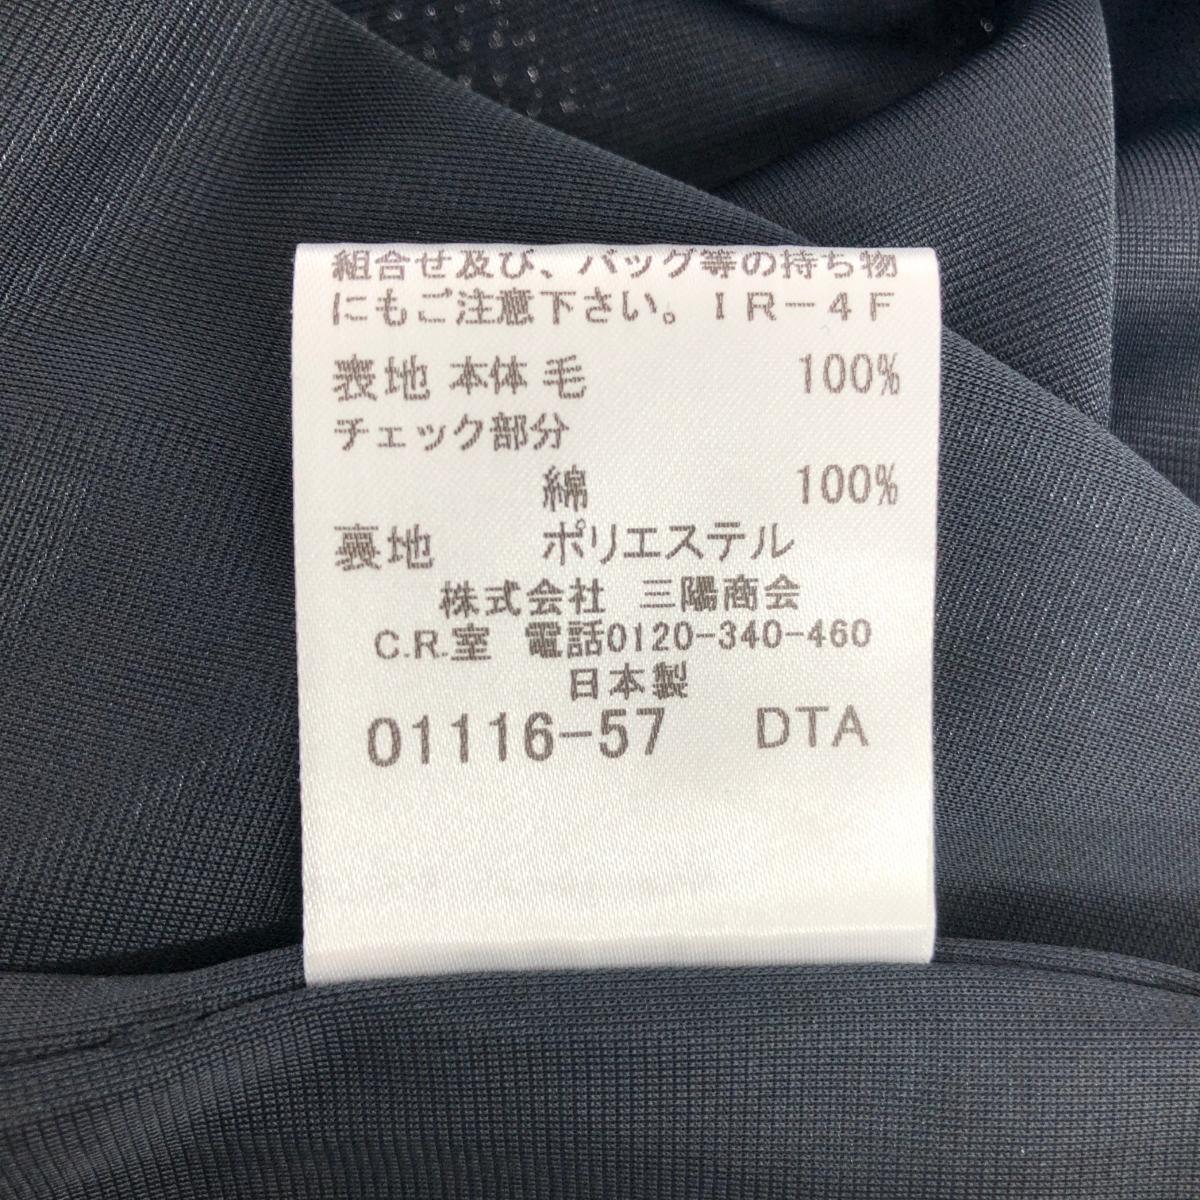 組合せ及び、バッグ等の持ち物
にもご注意下さい。IR-4F
表地 本体 毛 100%
チェック部分
綿 100%
裏地 ポリエステル
株式会社 三陽商会
C.R.室 電話0120-340-460
日本製
01116-57 DTA